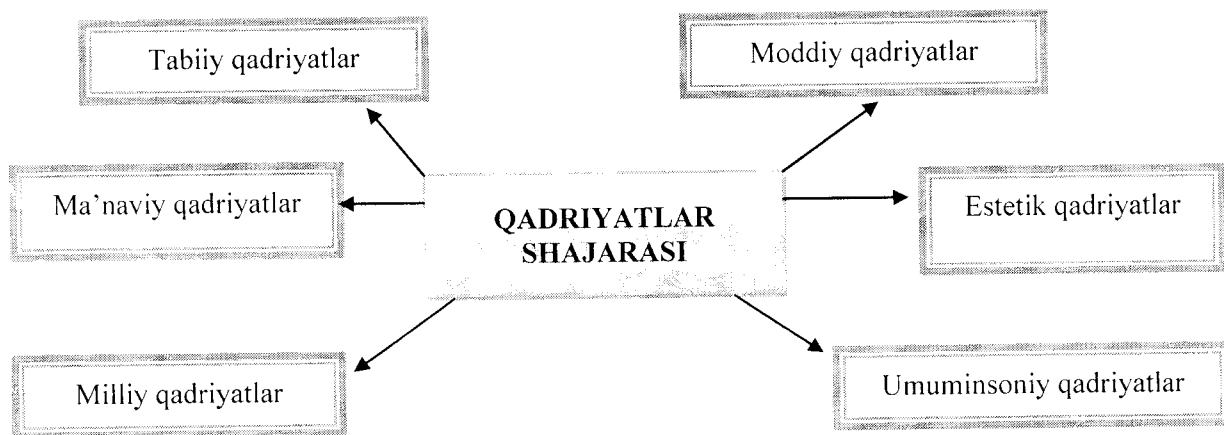 Tabiiy qadriyatlar
Moddiy qadriyatlar
Ma'naviy qadriyatlar
QADRIYATLAR
SHAJARASI
Estetik qadriyatlar
Milliy qadriyatlar
Umuminsoniy qadriyatlar